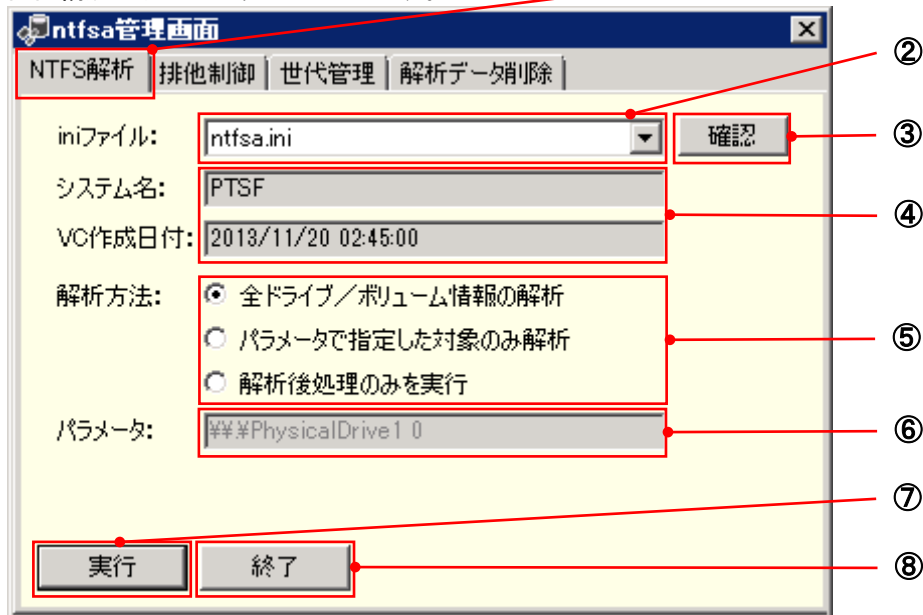 ntfsa管理画面
NTFS解析 排他制御 世代管理 解析データ削除
②
iniファイル: ntfsa.ini 確認
③
システム名: PTSF
④
VC作成日付: 2013/11/20 02:45:00
解析方法: 全ドライブ/ボリューム情報の解析
パラメータで指定した対象のみ解析
⑤
解析後処理のみを実行
パラメータ: ¥¥.¥PhysicalDrive1 0
⑥
⑦
実行 終了
⑧